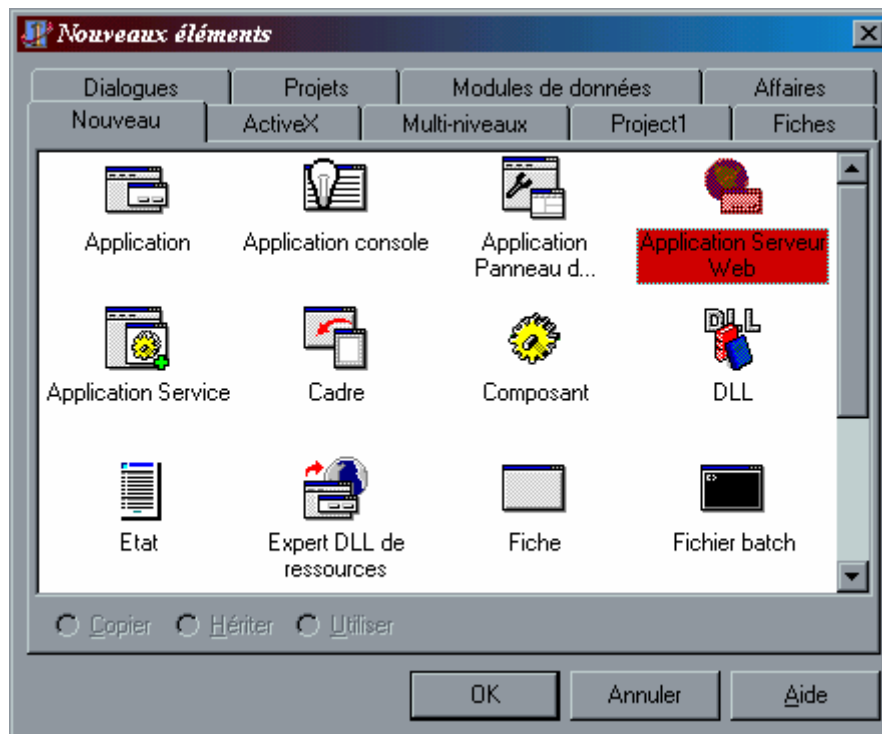 Nouveaux éléments
Dialogues Projets Modules de données Affaires
Nouveau ActiveX Multi-niveaux Project1 Fiches
Application Application console Application Panneau d... Application Serveur Web
Application Service Cadre Composant DLL
DLL
Etat Expert DLL de ressources Fiche Fichier batch
Copier Hériter Utiliser
OK Annuler Aide